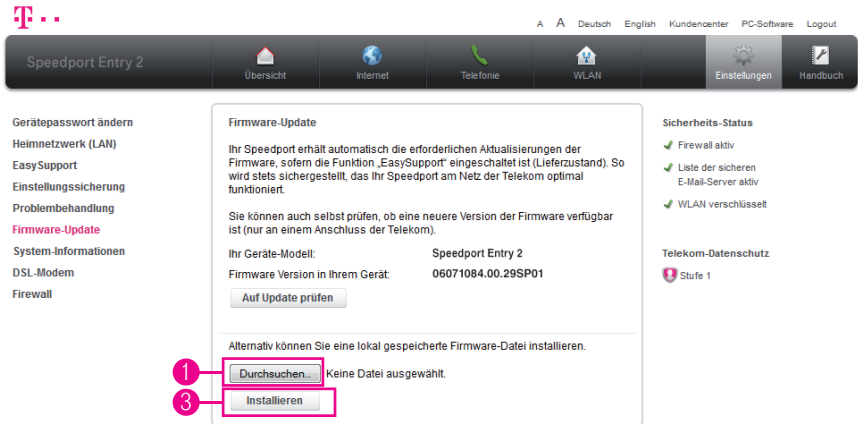 T··
A A Deutsch English Kundencenter PC-Software Logout
Speedport Entry 2
Übersicht
Internet
Telefonie
WLAN
Einstellungen
Handbuch
Gerätepasswort ändern
Heimnetzwerk (LAN)
EasySupport
Einstellungssicherung
Problembehandlung
Firmware-Update
System-Informationen
DSL-Modem
Firewall
Firmware-Update
Ihr Speedport erhält automatisch die erforderlichen Aktualisierungen der
Firmware, sofern die Funktion „EasySupport“ eingeschaltet ist (Lieferzustand). So
wird stets sichergestellt, das Ihr Speedport am Netz der Telekom optimal
funktioniert.
Sie können auch selbst prüfen, ob eine neuere Version der Firmware verfügbar
ist (nur an einem Anschluss der Telekom).
Ihr Geräte-Modell: Speedport Entry 2
Firmware Version in Ihrem Gerät: 06071084.00.29SP01
Auf Update prüfen
Alternativ können Sie eine lokal gespeicherte Firmware-Datei installieren.
1 Durchsuchen... Keine Datei ausgewählt.
3 Installieren
Sicherheits-Status
Firewall aktiv
Liste der sicheren
E-Mail-Server aktiv
WLAN verschlüsselt
Telekom-Datenschutz
Stufe 1